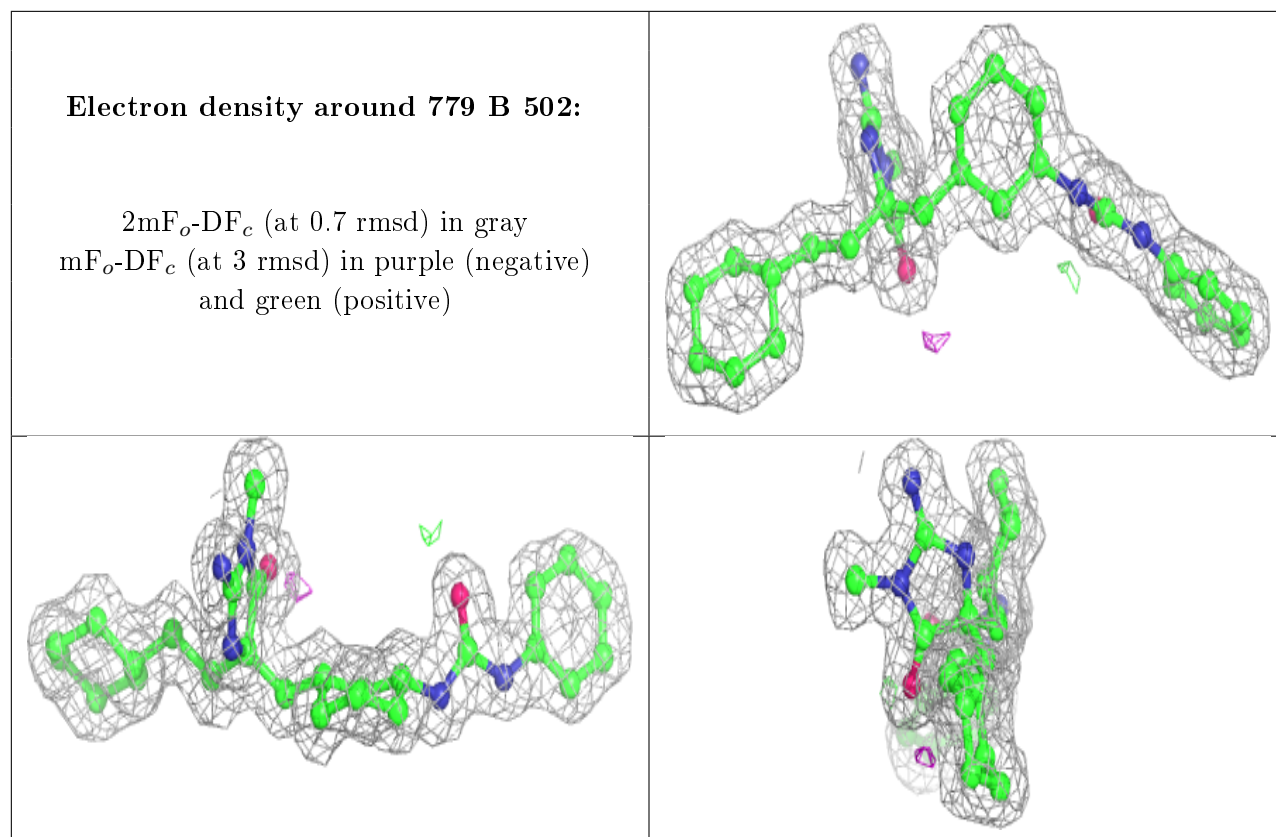 Electron density around 779 B 502:
2mFo-DFc (at 0.7 rmsd) in gray
mFo-DFc (at 3 rmsd) in purple (negative)
and green (positive)